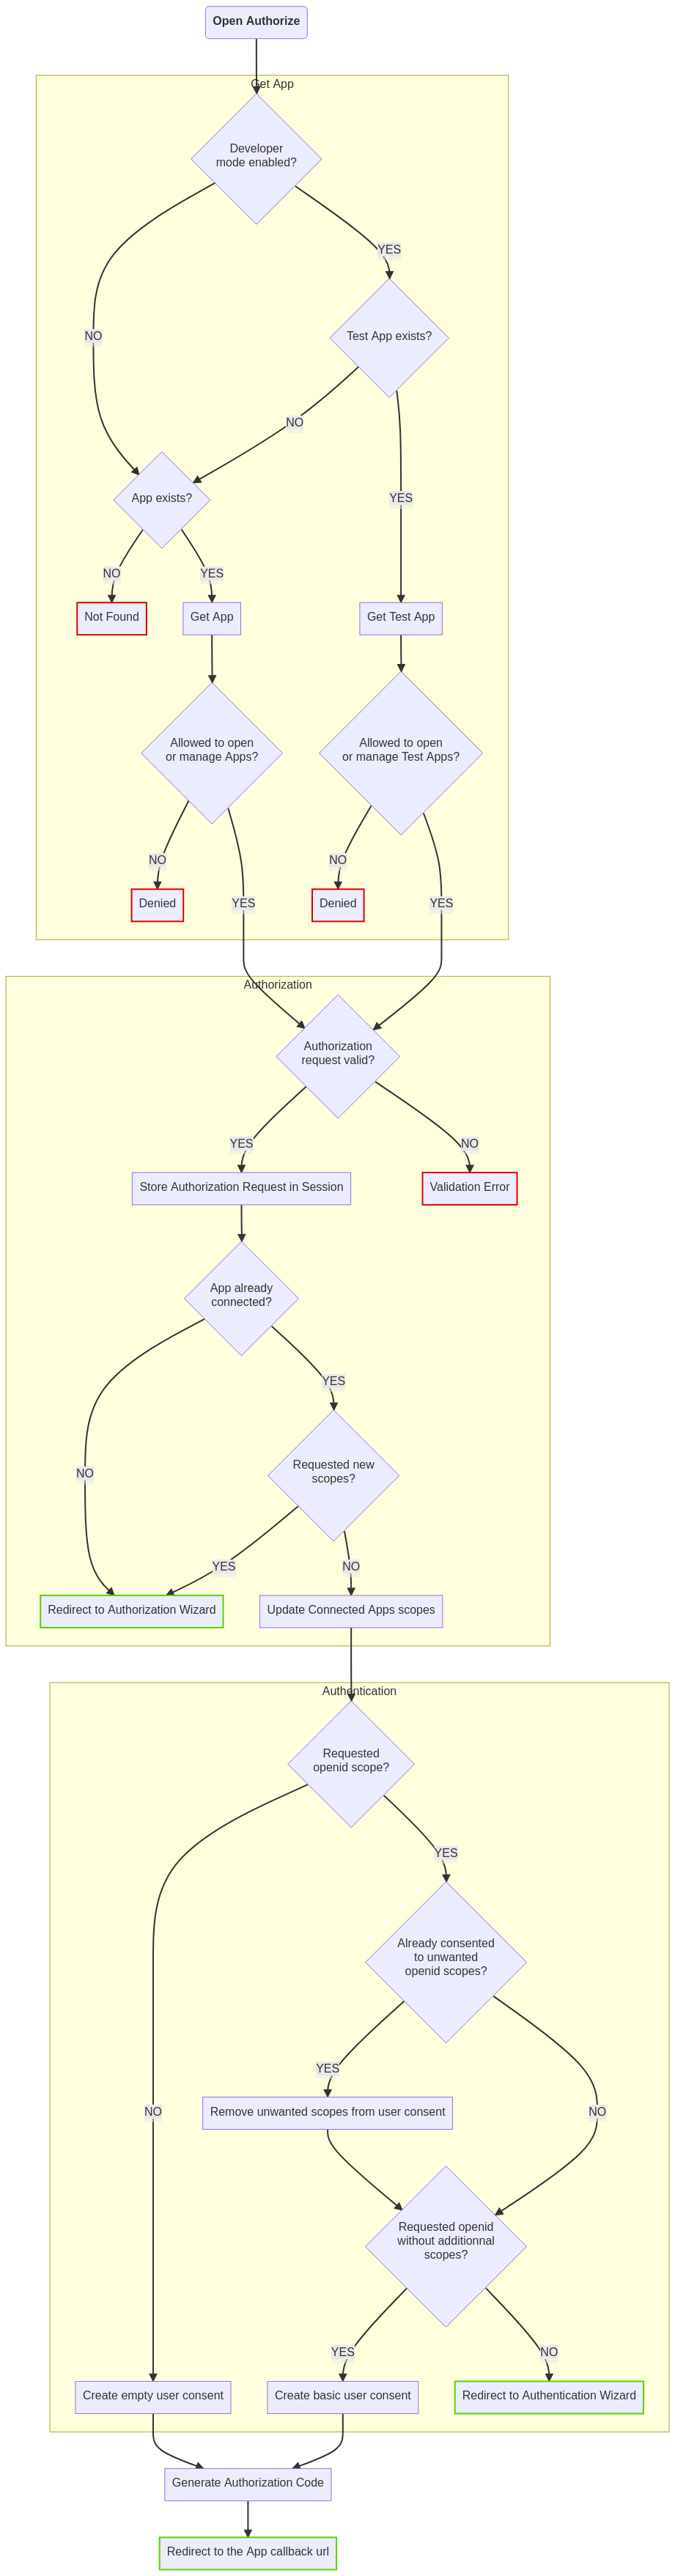 Open Authorize
Get App
Developer
mode enabled?
YES
Test App exists?
NO
NO
App exists?
YES
NO
YES
Not Found
Get App
Get Test App
Allowed to open
or manage Apps?
Allowed to open
or manage Test Apps?
NO
NO
YES
YES
Denied
Denied
Authorization
Authorization
request valid?
YES
NO
Store Authorization Request in Session
Validation Error
App already
connected?
YES
NO
Requested new
scopes?
YES
NO
Redirect to Authorization Wizard
Update Connected Apps scopes
Authentication
Requested
openid scope?
YES
Already consented
to unwanted
openid scopes?
YES
NO
Remove unwanted scopes from user consent
NO
Requested openid
without additionnal
scopes?
YES
NO
Create empty user consent
Create basic user consent
Redirect to Authentication Wizard
Generate Authorization Code
Redirect to the App callback url